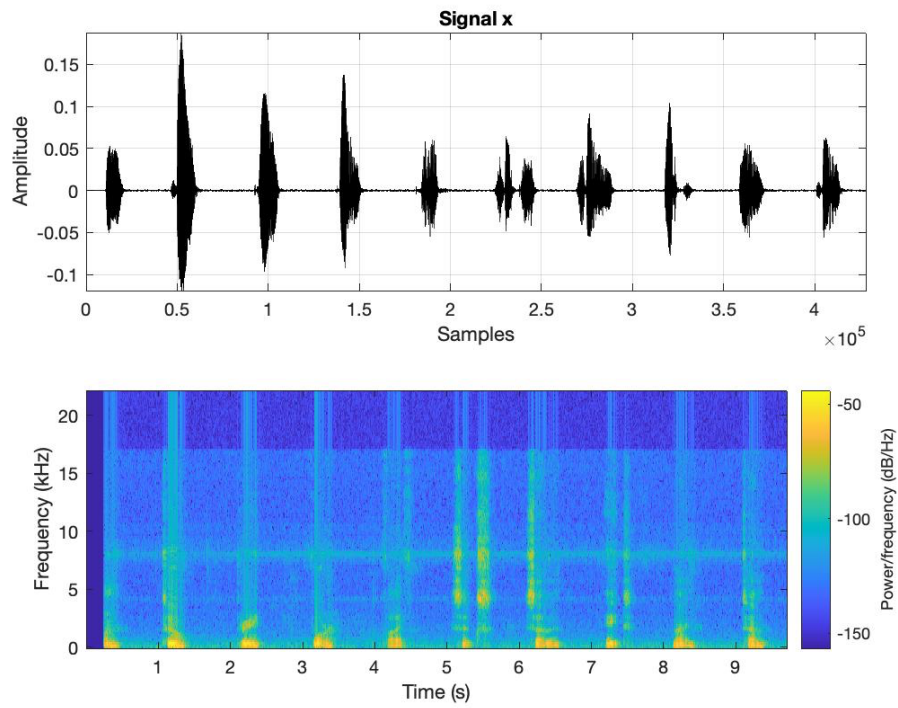 Signal x
0.15
0.1
0.05
0
-0.05
-0.1
Amplitude
0 0.5 1 1.5 2 2.5 3 3.5 4
Samples
×10^5
20
15
10
5
0
Frequency (kHz)
1 2 3 4 5 6 7 8 9
Time (s)
-50
-100
-150
Power/frequency (dB/Hz)